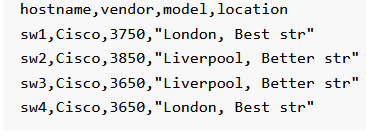 hostname,vendor,model,location
sw1,Cisco,3750,"London, Best str"
sw2,Cisco,3850,"Liverpool, Better str"
sw3,Cisco,3650,"Liverpool, Better str"
sw4,Cisco,3650,"London, Best str"